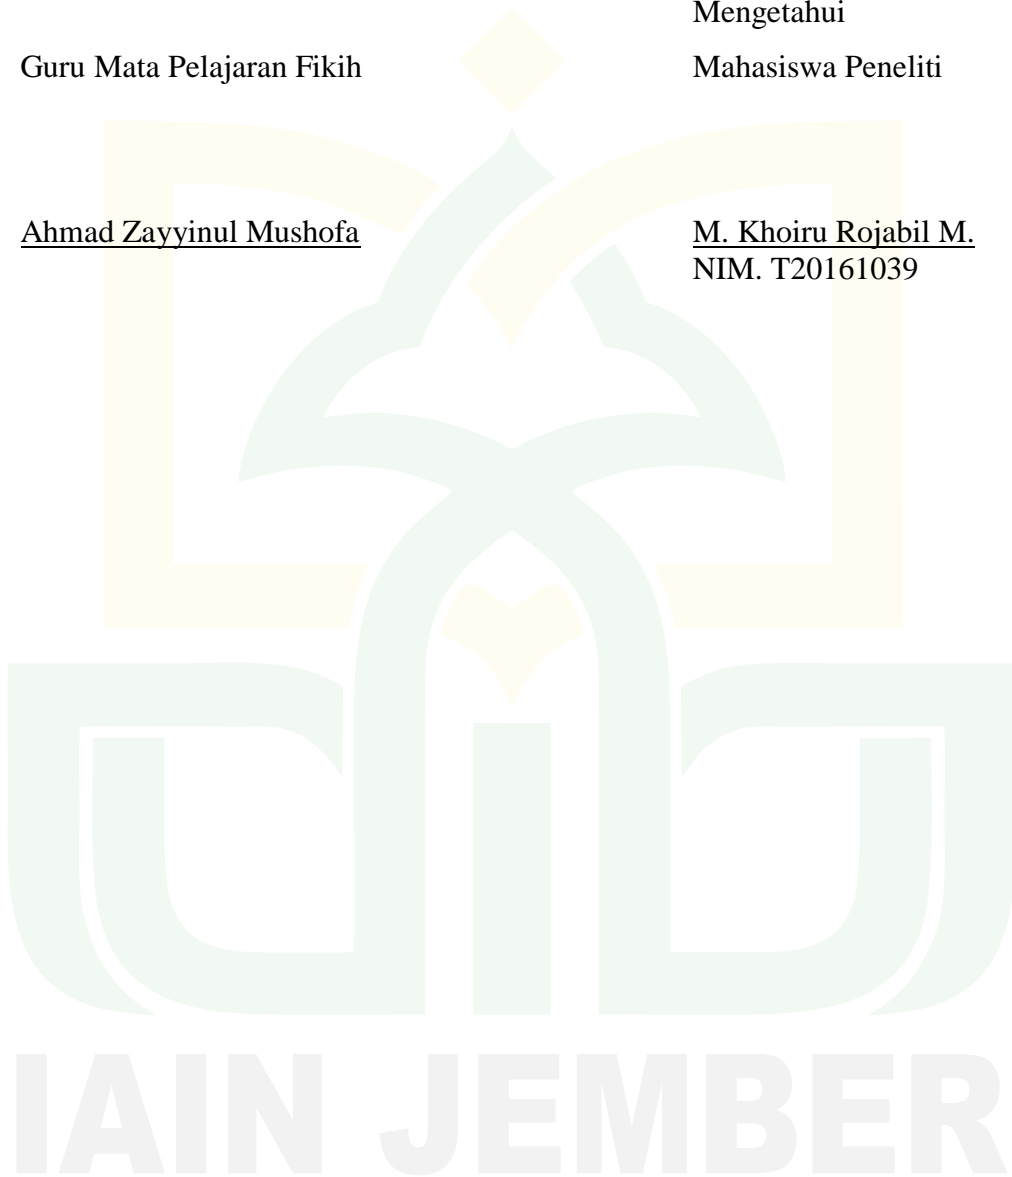 Mengetahui
Guru Mata Pelajaran Fikih
Mahasiswa Peneliti
Ahmad Zayyinul Mushofa
M. Khoiru Rojabil M.
NIM. T20161039
IAIN JEMBER